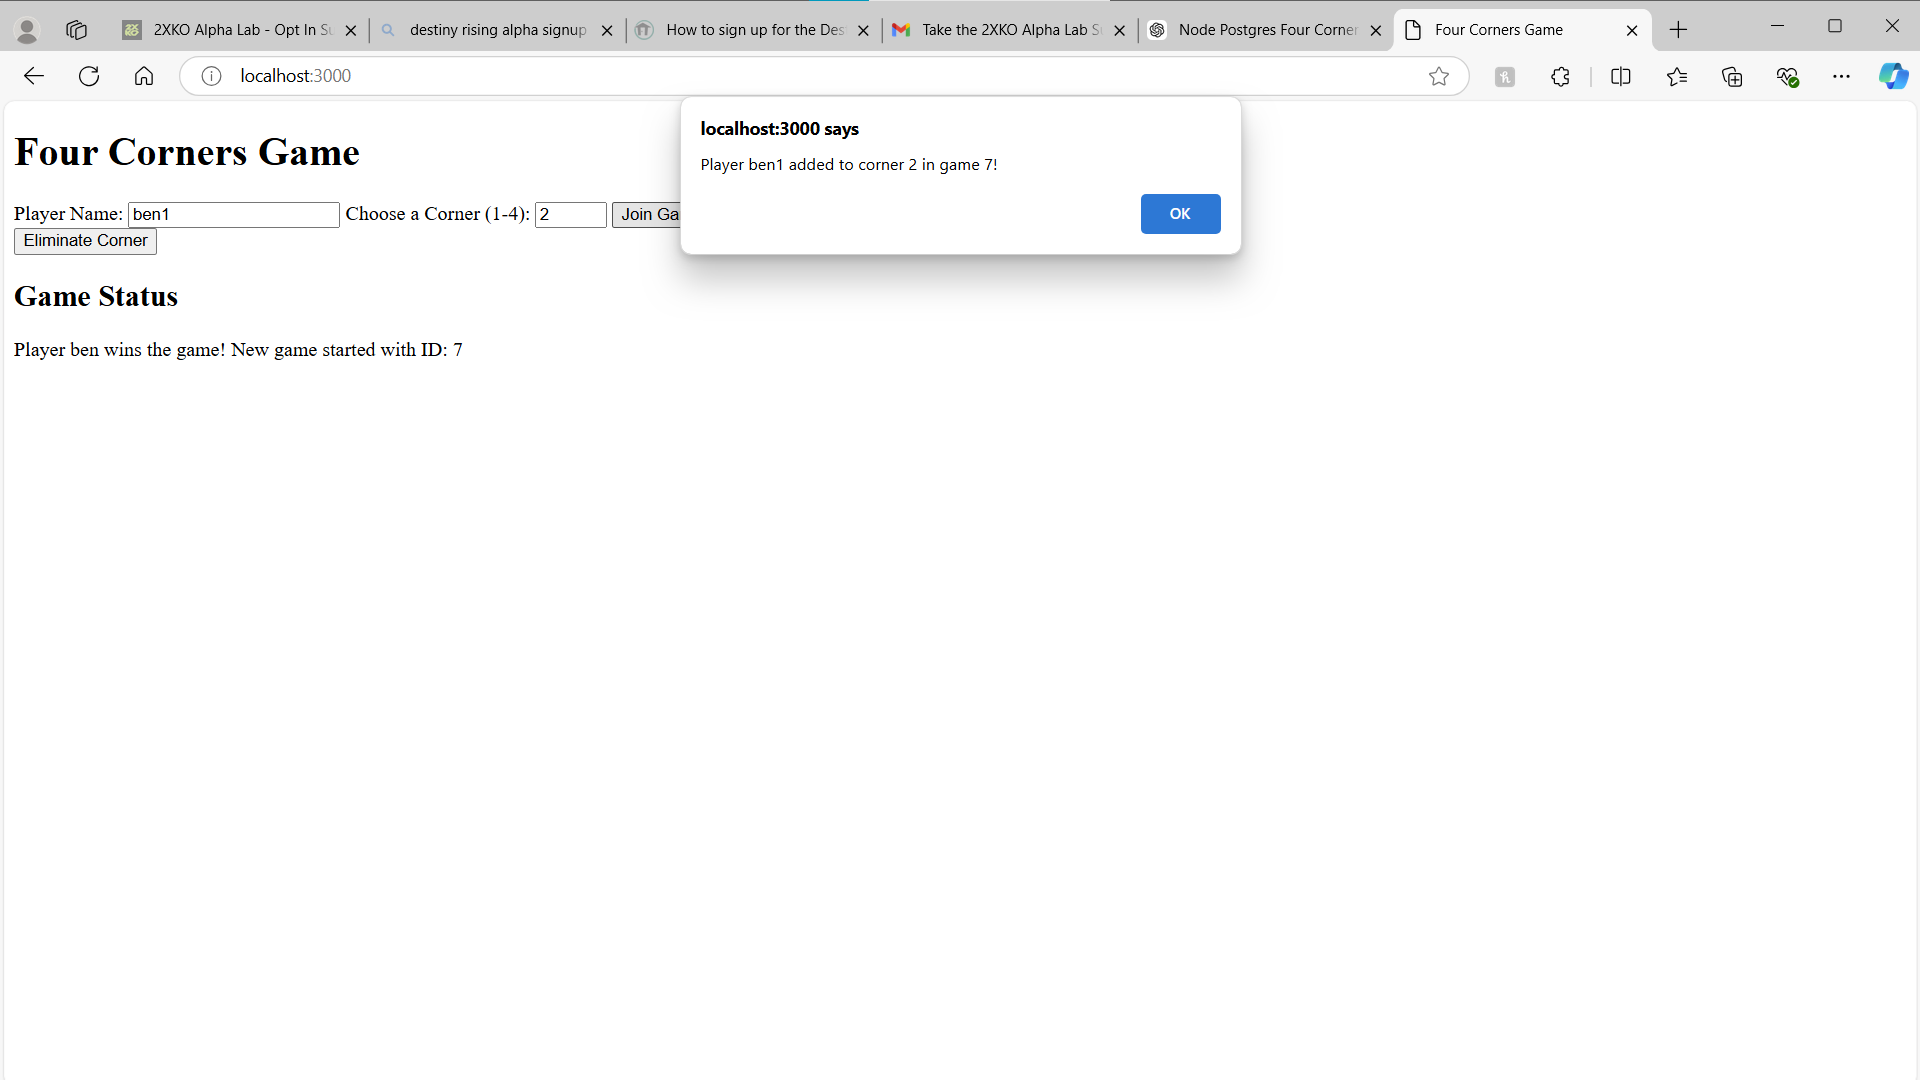 2XKO Alpha Lab - Opt In Su
destiny rising alpha signup
How to sign up for the Des
Take the 2XKO Alpha Lab Su
Node Postgres Four Corner
Four Corners Game
localhost:3000
localhost:3000 says
Player ben1 added to corner 2 in game 7!
OK
Four Corners Game
Player Name: ben1 Choose a Corner (1-4): 2 Join Ga
Eliminate Corner
Game Status
Player ben wins the game! New game started with ID: 7